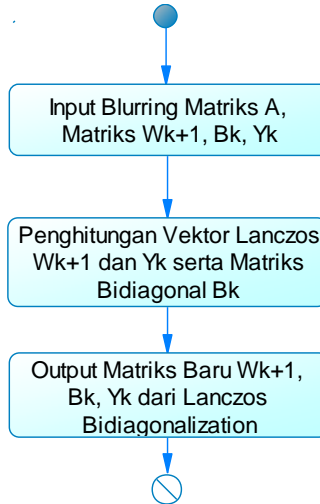 Input Blurring Matriks A,
Matriks Wk+1, Bk, Yk
Penghitungan Vektor Lanczos
Wk+1 dan Yk serta Matriks
Bidiagonal Bk
Output Matriks Baru Wk+1,
Bk, Yk dari Lanczos
Bidiagonalization